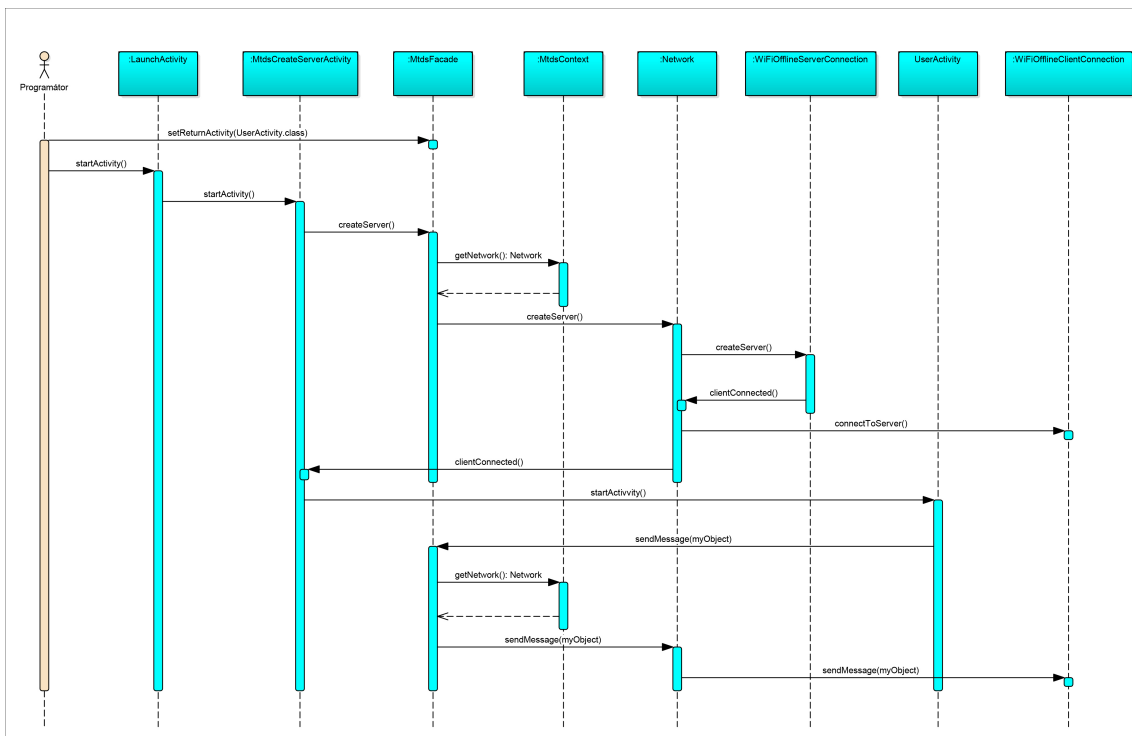 :LaunchActivity
:MtdsCreateServerActivity
:MtdsFacade
:MtdsContext
:Network
:WiFiOfflineServerConnection
UserActivity
:WiFiOfflineClientConnection
Programátor
setReturnActivity(UserActivity.class)
startActivity()
startActivity()
createServer()
getNetwork(): Network
createServer()
createServer()
clientConnected()
connectToServer()
clientConnected()
startActivvity()
sendMessage(myObject)
getNetwork(): Network
sendMessage(myObject)
sendMessage(myObject)